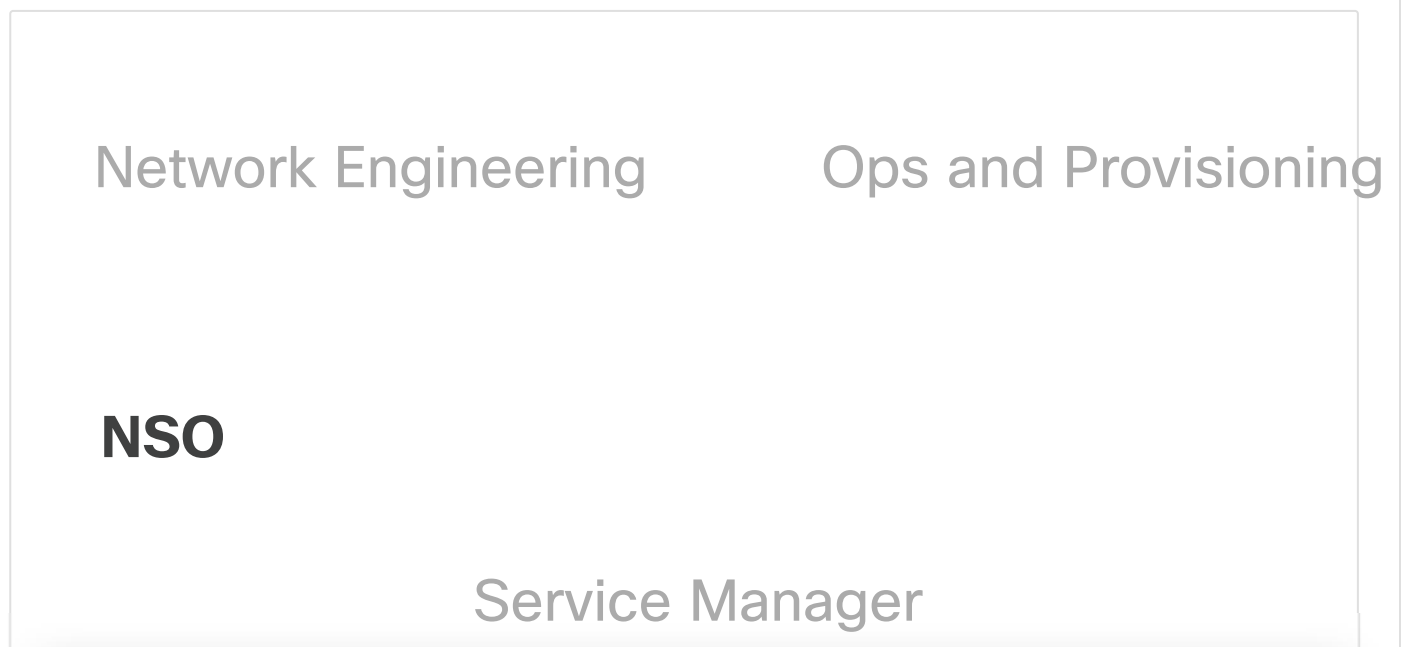 Network Engineering
Ops and Provisioning
NSO
Service Manager